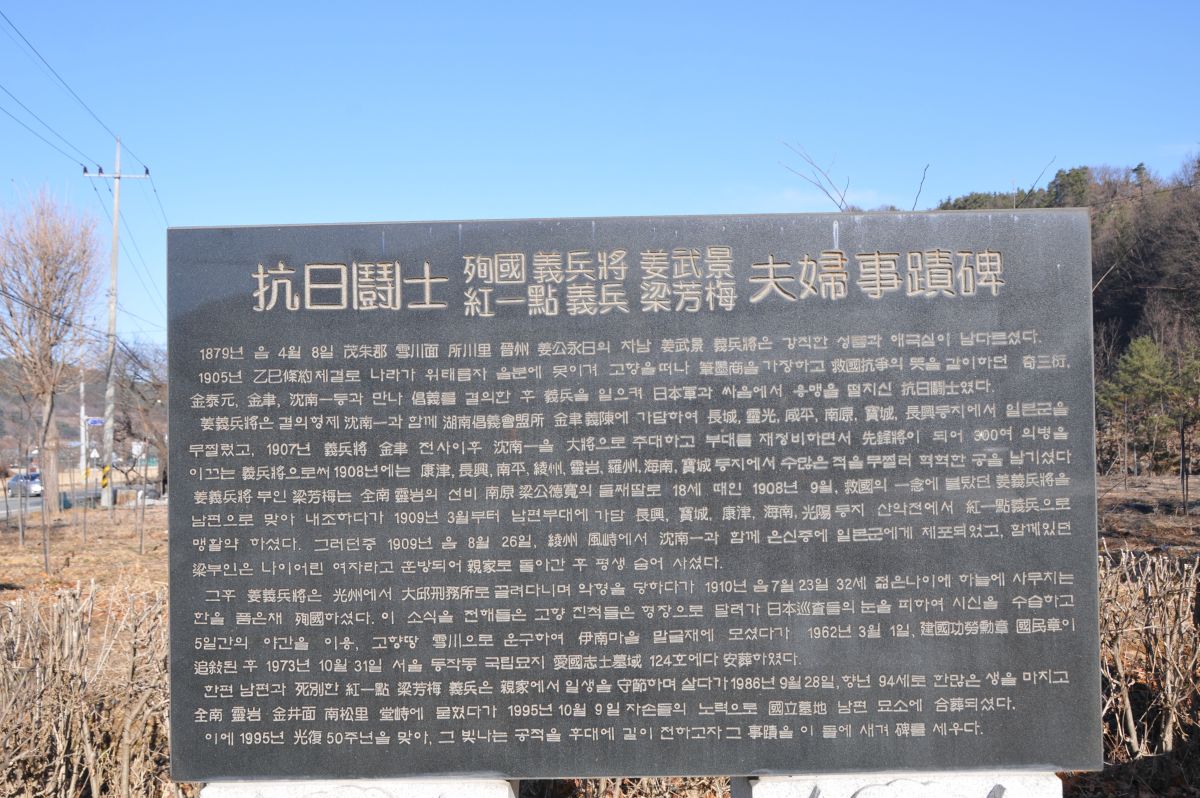 抗日鬪士 殉國 義兵將 姜武景 夫婦事蹟碑
紅一點 義兵 梁芳梅
1879년 음 4월 8일 茂朱郡 雪川面 所川里 晉州 姜公永日의 차남 姜武景 義兵將은 강직한 성품과 애국심이 남다르셨다.
1905년 乙巳條約체결로 나라가 위태롭자 울분에 못이겨 고향을떠나 筆墨商을 가장하고 救國抗爭의 뜻을 같이하던 奇三衍,
金泰元, 金聿, 沈南一등과 만나 倡義를 결의한 후 義兵을 일으켜 日本軍과 싸움에서 용맹을 떨치신 抗日鬪士였다.
姜義兵將은 결의형제 沈南一과 함께 湖南倡義會盟所 金聿義陳에 가담하여 長城, 靈光, 咸平, 南原, 寶城, 長興등지에서 일본군을
무찔렀고, 1907년 義兵將 金聿 전사이후 沈南一을 大將으로 추대하고 부대를 재정비하면서 先鋒將이 되어 300여 의병을
이끄는 義兵將으로써 1908년에는 康津, 長興, 南平, 綾州, 靈岩, 羅州, 海南, 寶城 등지에서 수많은 적을 무찔러 혁혁한 공을 남기셨다
姜義兵將 부인 梁芳梅는 全南 靈岩의 선비 南原 梁公德寬의 둘째딸로 18세 때인 1908년 9월, 救國의 一念에 불탔던 姜義兵將을
남편으로 맞아 내조하다가 1909년 3월부터 남편부대에 가담 長興, 寶城, 康津, 海南, 光陽등지 산악전에서 紅一點義兵으로
맹활약 하셨다. 그러던중 1909년 음 8월 26일, 綾州 風峙에서 沈南一과 함께 은신중에 일본군에게 체포되었고, 함께있던
梁부인은 나이어린 여자라고 훈방되어 親家로 돌아간 후 평생 숨어 사셨다.
그후 姜義兵將은 光州에서 大邱刑務所로 끌려다니며 악형을 당하다가 1910년 음7월 23일 32세 젊은나이에 하늘에 사무치는
한을 품은채 殉國하셨다. 이 소식을 전해들은 고향 친척들은 형장으로 달려가 日本巡査들의 눈을 피하여 시신을 수습하고
5일간의 야간을 이용, 고향땅 雪川으로 운구하여 伊南마을 말글재에 모셨다가 1962년 3월 1일, 建國功勞勳章 國民章이
追敍된 후 1973년 10월 31일 서울 동작동 국립묘지 愛國志士墓域 124호에다 安葬하였다.
한편 남편과 死別한 紅一點 梁芳梅 義兵은 親家에서 일생을 守節하며 살다가 1986년 9월 28일, 향년 94세로 한많은 생을 마치고
全南 靈岩 金井面 南松里 堂峙에 묻혔다가 1995년 10월 9일 자손들의 노력으로 國立墓地 남편 묘소에 合葬되셨다.
이에 1995년 光復 50주년을 맞아, 그 빛나는 공적을 후대에 길이 전하고자 그 事蹟을 이 돌에 새겨 碑를 세우다.